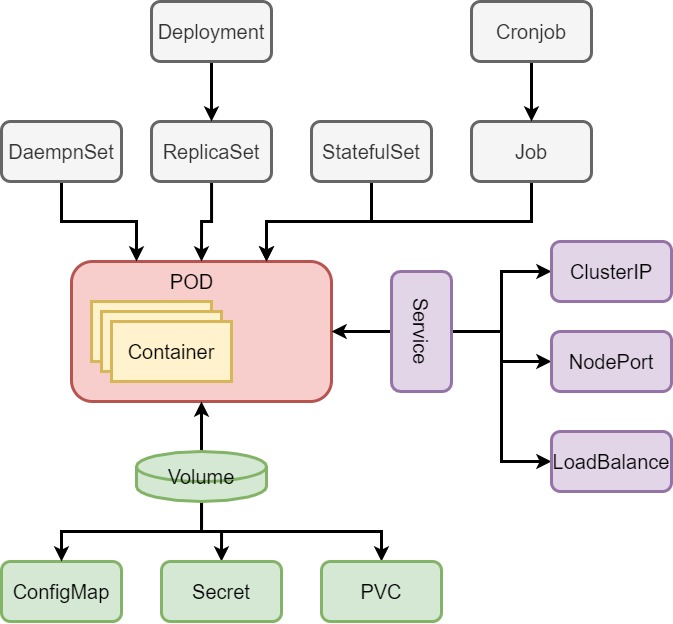 Deployment
Cronjob
DaempnSet
ReplicaSet
StatefulSet
Job
POD
Container
Service
ClusterIP
NodePort
LoadBalance
Volume
ConfigMap
Secret
PVC